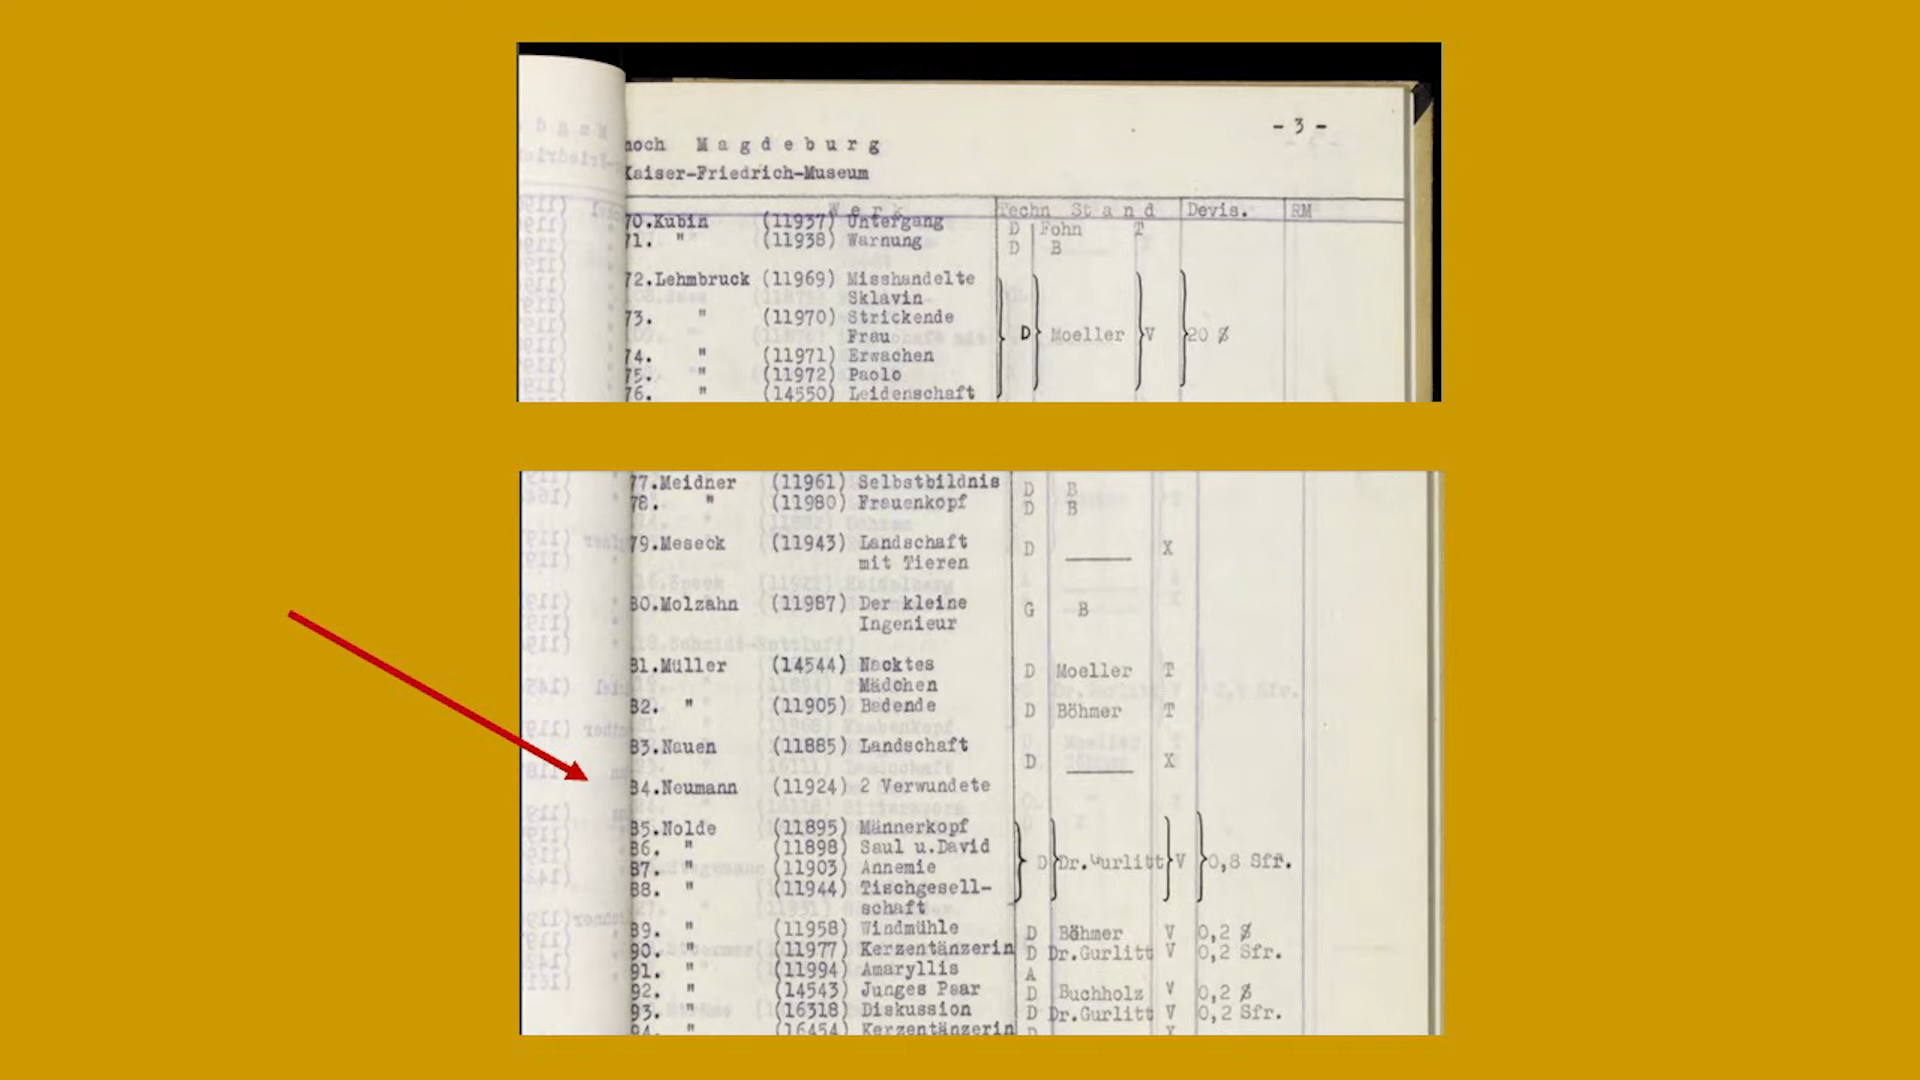 - 3 -
noch Magdeburg
Kaiser-Friedrich-Museum
Werk Techn Stand Devis. RM
70.Kubin (11937) Untergang D Fohn T
71. " (11938) Warnung D B
72.Lehmbruck (11969) Misshandelte
Sklavin
73. " (11970) Strickende
Frau D Moeller V 20 $
74. " (11971) Erwachen
75. " (11972) Paolo
76. " (14550) Leidenschaft
77.Meidner (11961) Selbstbildnis D B
78. " (11980) Frauenkopf D B
79.Meseck (11943) Landschaft D X
mit Tieren
80.Molzahn (11987) Der kleine G B
Ingenieur
81.Müller (14544) Nacktes D Moeller T
Mädchen
82. " (11905) Badende D Böhmer T
83.Nauen (11885) Landschaft D X
84.Neumann (11924) 2 Verwundete
85.Nolde (11895) Männerkopf
86. " (11898) Saul u.David
87. " (11903) Annemie D Dr.Gurlitt V 0,8 Sfr.
88. " (11944) Tischgesell-
schaft
89. " (11958) Windmühle D Böhmer V 0,2 $
90. " (11977) Kerzentänzerin D Dr.Gurlitt V 0,2 Sfr.
91. " (11994) Amaryllis A
92. " (14543) Junges Paar D Buchholz V 0,2 $
93. " (16318) Diskussion D Dr.Gurlitt V 0,2 Sfr.
94. " (16454) Kerzentänzerin D X